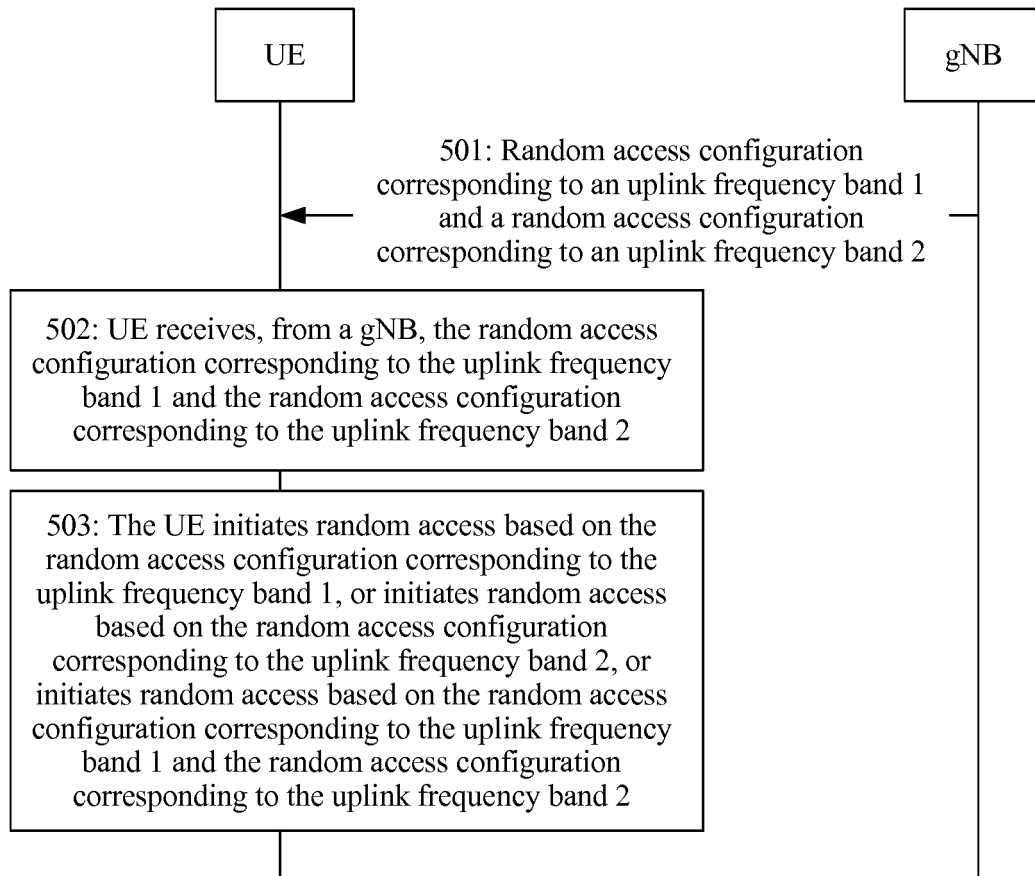 UE
gNB
501: Random access configuration
corresponding to an uplink frequency band 1
and a random access configuration
corresponding to an uplink frequency band 2
502: UE receives, from a gNB, the random access
configuration corresponding to the uplink frequency
band 1 and the random access configuration
corresponding to the uplink frequency band 2
503: The UE initiates random access based on the
random access configuration corresponding to the
uplink frequency band 1, or initiates random access
based on the random access configuration
corresponding to the uplink frequency band 2, or
initiates random access based on the random access
configuration corresponding to the uplink frequency
band 1 and the random access configuration
corresponding to the uplink frequency band 2